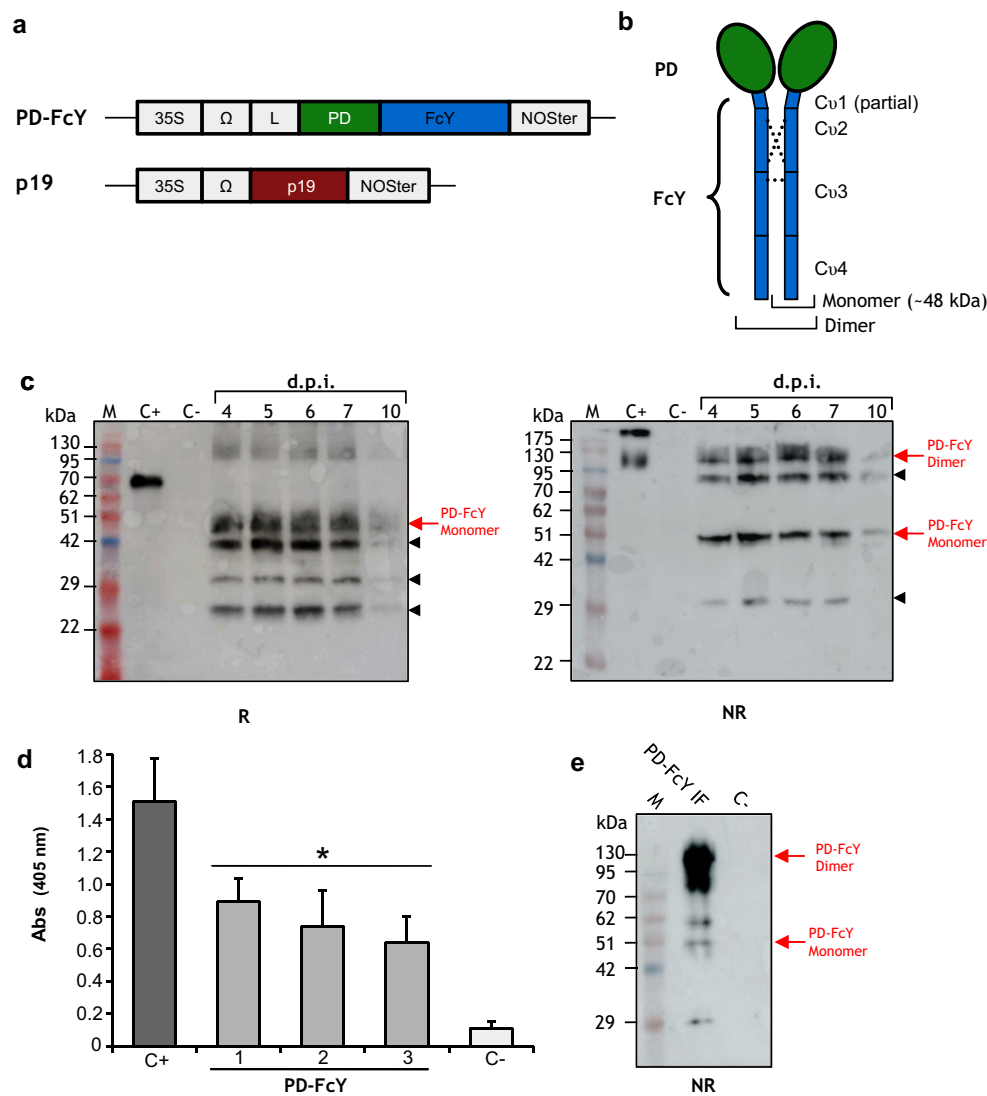 a
PD-FcY
35S Ω L PD FcY NOSter
p19
35S Ω p19 NOSter
b
PD
FcY
Cυ1 (partial)
Cυ2
Cυ3
Cυ4
Monomer (~48 kDa)
Dimer
c
d.p.i.
kDa M C+ C- 4 5 6 7 10
130
95
70
62
51
42
29
22
PD-FcY
Monomer
R
d.p.i.
kDa M C+ C- 4 5 6 7 10
175
130
95
70
62
51
42
29
22
PD-FcY
Dimer
PD-FcY
Monomer
NR
d
Abs (405 nm)
1.8
1.6
1.4
1.2
1.0
0.8
0.6
0.4
0.2
0
*
C+ 1 2 3 C-
PD-FcY
e
kDa M PD-FcY IF C-
130
95
70
62
51
42
29
PD-FcY
Dimer
PD-FcY
Monomer
NR